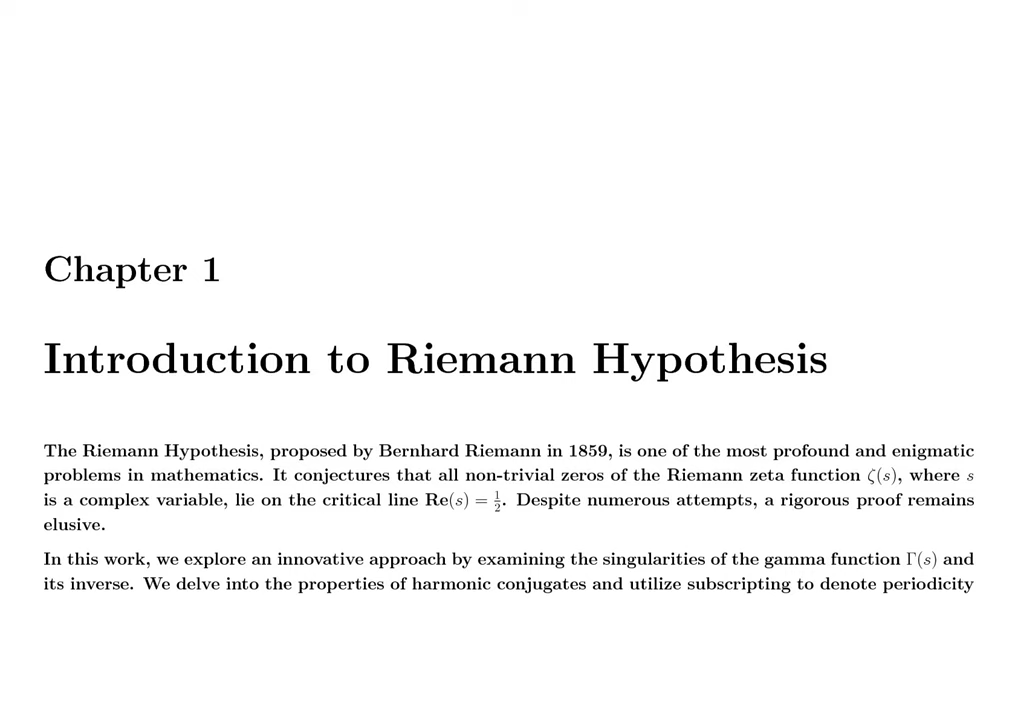 Chapter 1
Introduction to Riemann Hypothesis
The Riemann Hypothesis, proposed by Bernhard Riemann in 1859, is one of the most profound and enigmatic
problems in mathematics. It conjectures that all non-trivial zeros of the Riemann zeta function ζ(s), where s
is a complex variable, lie on the critical line Re(s) = 1/2. Despite numerous attempts, a rigorous proof remains
elusive.
In this work, we explore an innovative approach by examining the singularities of the gamma function Γ(s) and
its inverse. We delve into the properties of harmonic conjugates and utilize subscripting to denote periodicity